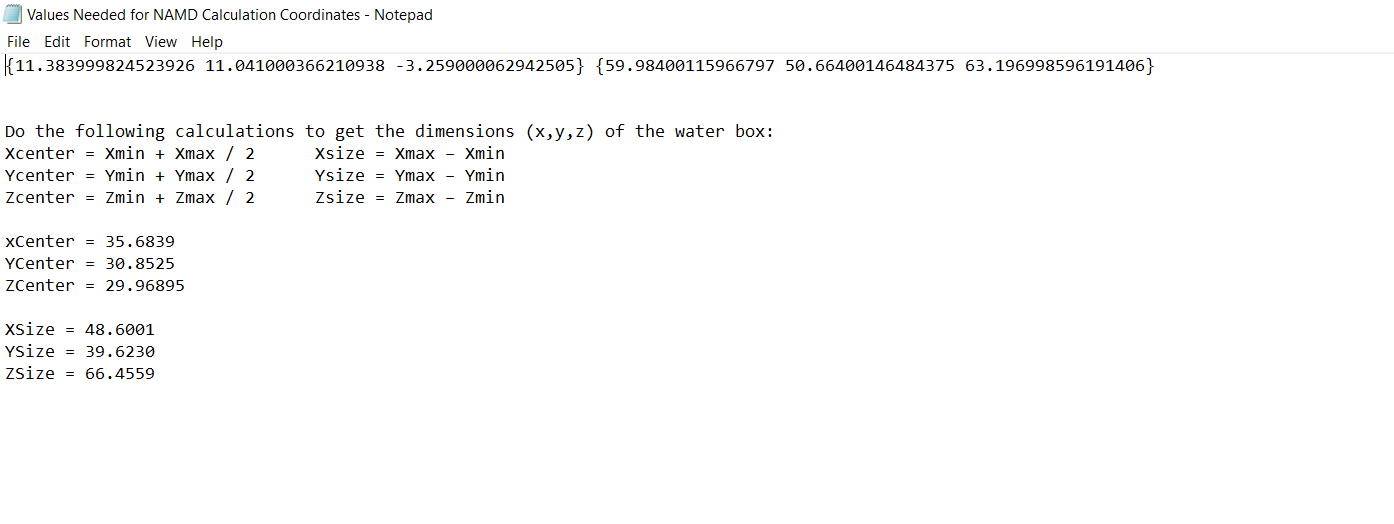 Values Needed for NAMD Calculation Coordinates - Notepad
File Edit Format View Help
{11.383999824523926 11.041000366210938 -3.259000062942505} {59.98400115966797 50.66400146484375 63.196998596191406}
Do the following calculations to get the dimensions (x,y,z) of the water box:
Xcenter = Xmin + Xmax / 2      Xsize = Xmax – Xmin
Ycenter = Ymin + Ymax / 2      Ysize = Ymax – Ymin
Zcenter = Zmin + Zmax / 2      Zsize = Zmax – Zmin
xCenter = 35.6839
YCenter = 30.8525
ZCenter = 29.96895
XSize = 48.6001
YSize = 39.6230
ZSize = 66.4559